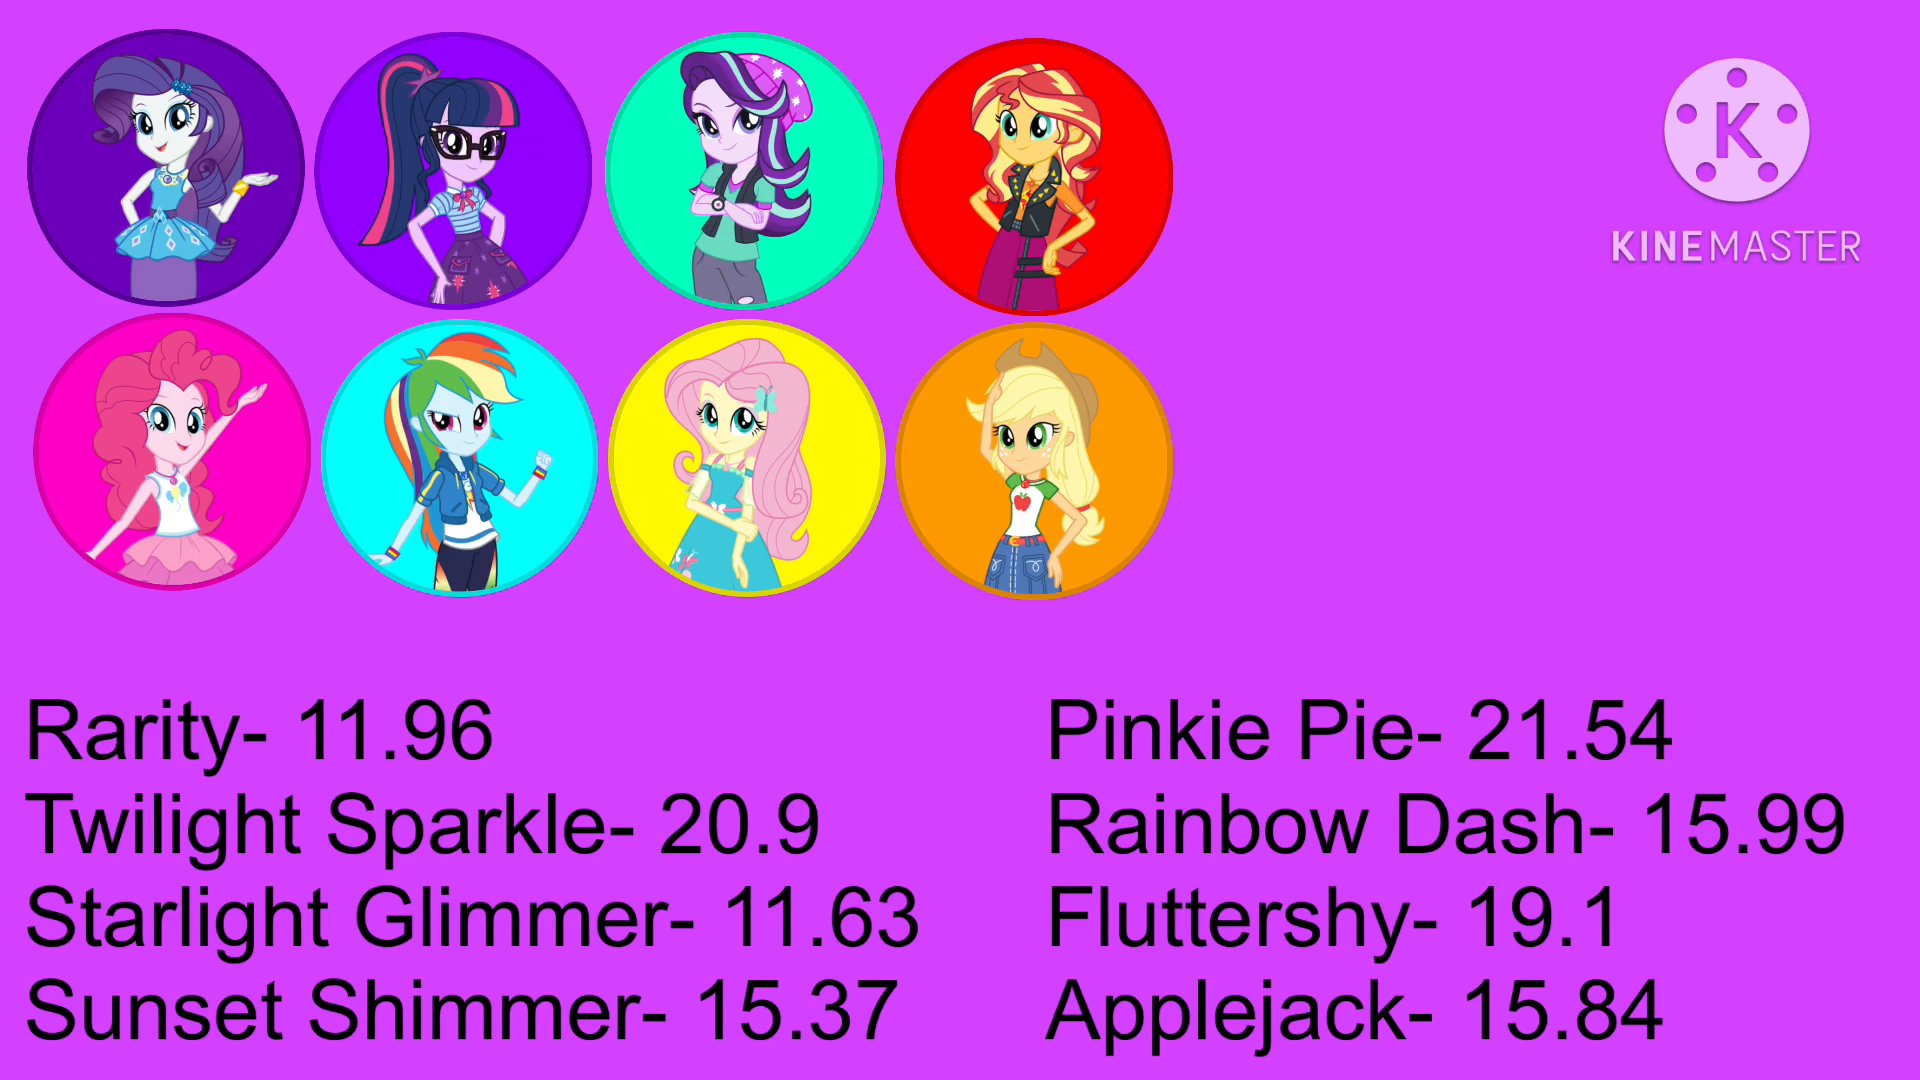 K
KINEMASTER
Rarity- 11.96
Twilight Sparkle- 20.9
Starlight Glimmer- 11.63
Sunset Shimmer- 15.37
Pinkie Pie- 21.54
Rainbow Dash- 15.99
Fluttershy- 19.1
Applejack- 15.84